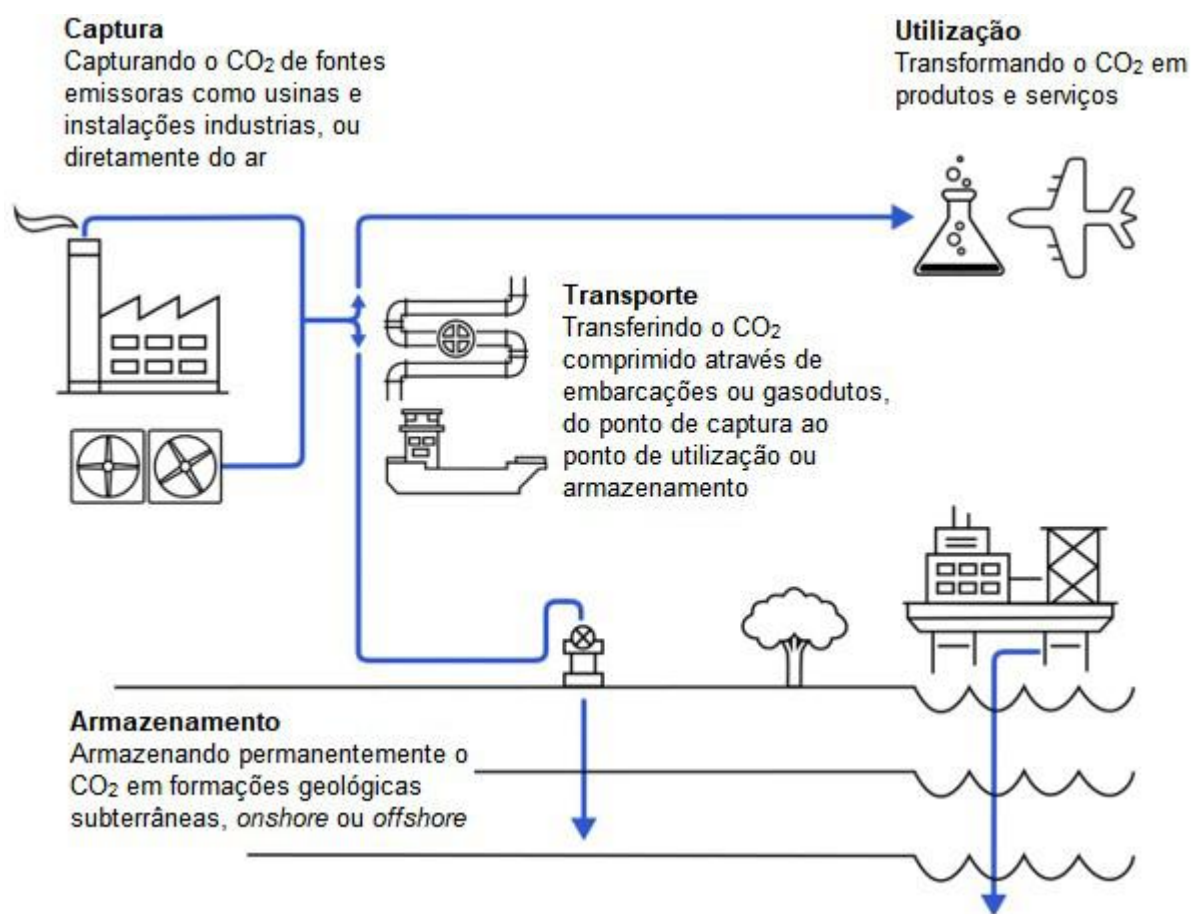 Captura
Capturando o CO2 de fontes
emissoras como usinas e
instalações industrias, ou
diretamente do ar
Utilização
Transformando o CO2 em
produtos e serviços
Transporte
Transferindo o CO2
comprimido através de
embarcações ou gasodutos,
do ponto de captura ao
ponto de utilização ou
armazenamento
Armazenamento
Armazenando permanentemente o
CO2 em formações geológicas
subterrâneas, onshore ou offshore